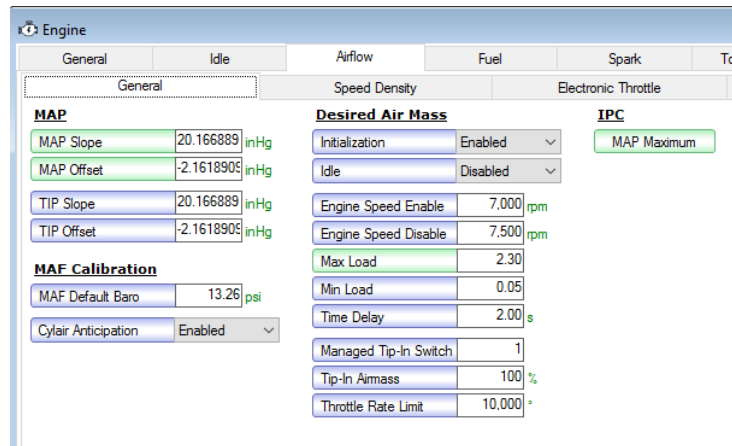 Engine
General Idle Airflow Fuel Spark
General Speed Density Electronic Throttle
MAP
MAP Slope 20.166889 inHg
MAP Offset -2.161890 inHg
TIP Slope 20.166889 inHg
TIP Offset -2.161890 inHg
MAF Calibration
MAF Default Baro 13.26 psi
Cylair Anticipation Enabled
Desired Air Mass
Initialization Enabled
Idle Disabled
Engine Speed Enable 7,000 rpm
Engine Speed Disable 7,500 rpm
Max Load 2.30
Min Load 0.05
Time Delay 2.00 s
Managed Tip-In Switch 1
Tip-In Airmass 100 %
Throttle Rate Limit 10,000 °
IPC
MAP Maximum